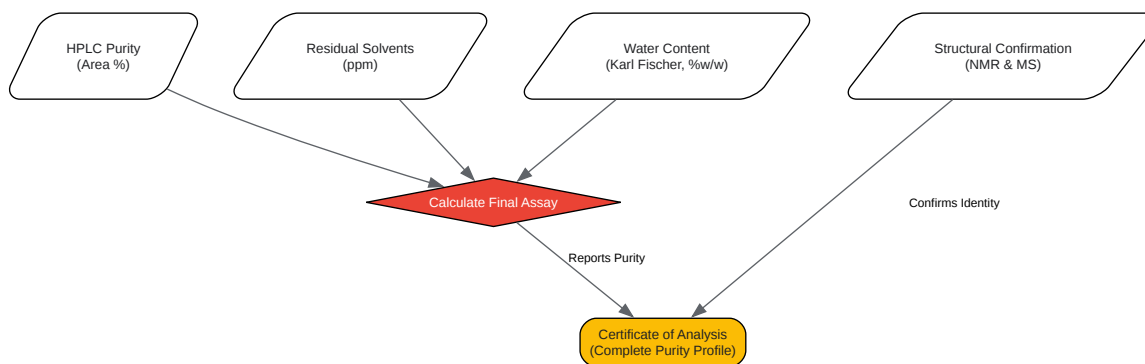 HPLC Purity
(Area %)
Residual Solvents
(ppm)
Water Content
(Karl Fischer, %w/w)
Structural Confirmation
(NMR & MS)
Calculate Final Assay
Confirms Identity
Reports Purity
Certificate of Analysis
(Complete Purity Profile)